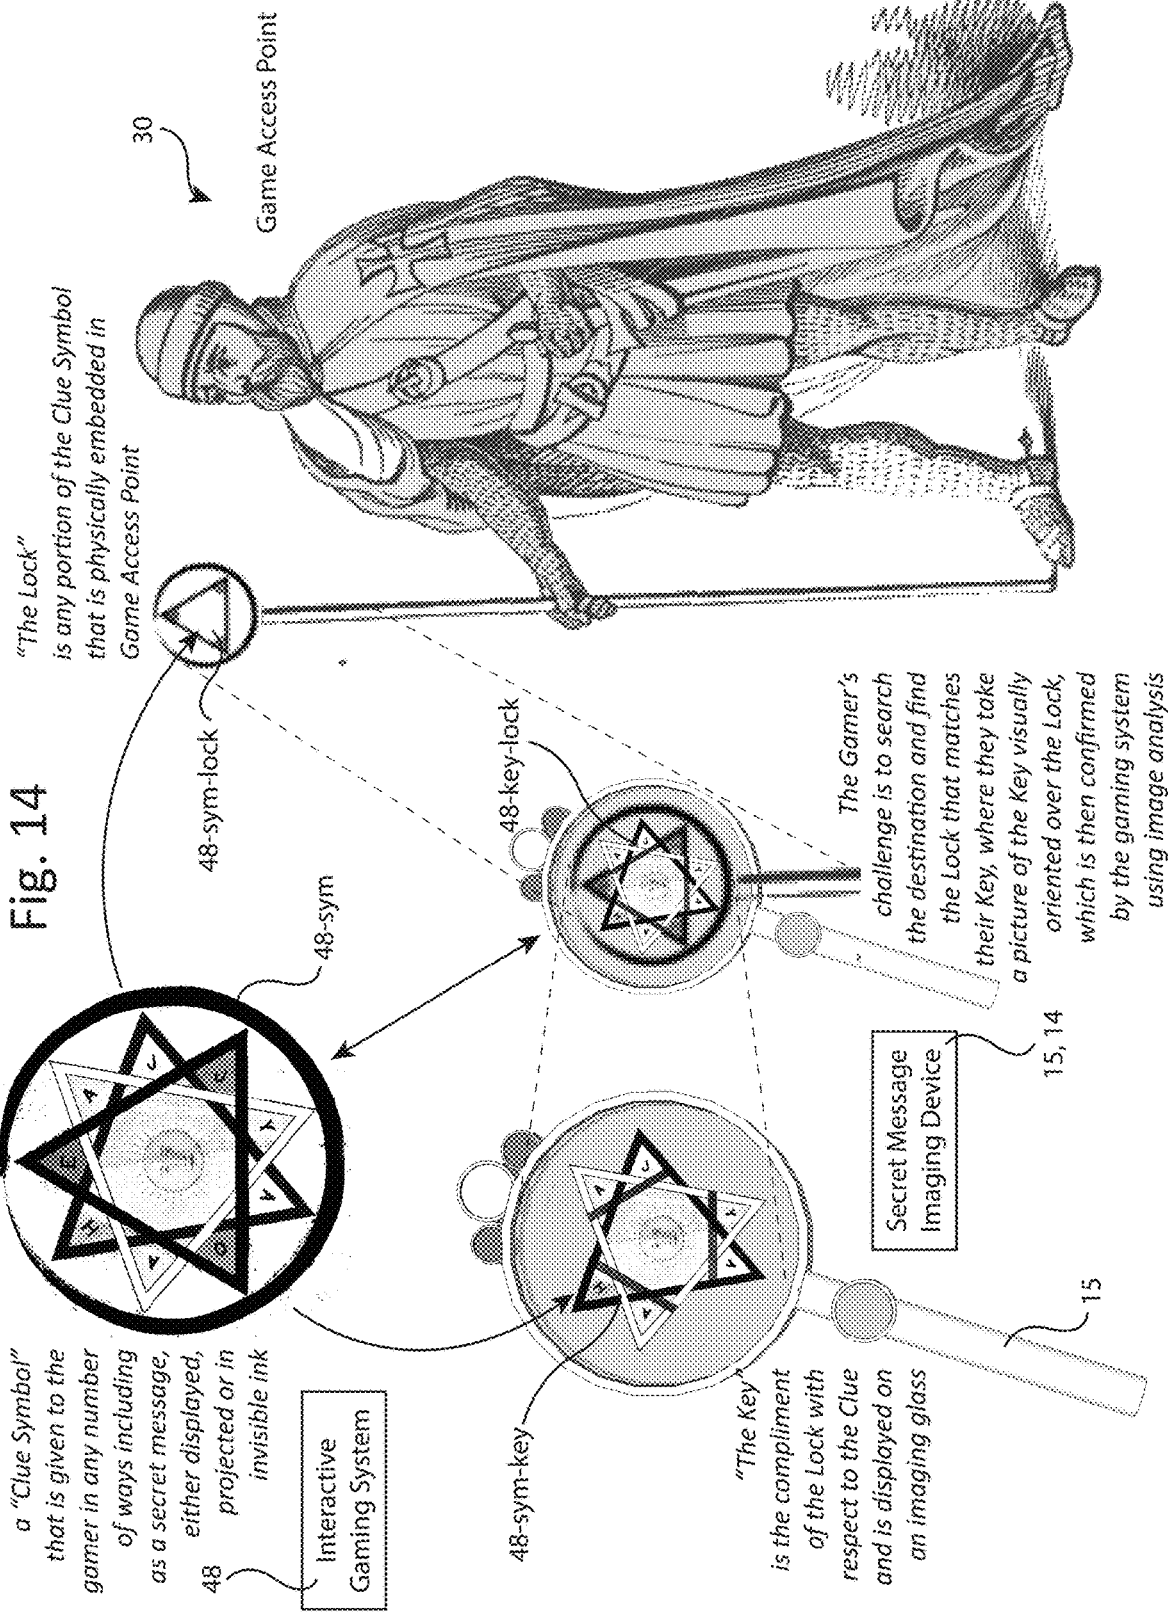 Fig. 14
a “Clue Symbol”
that is given to the
gamer in any number
of ways including
as a secret message,
either displayed,
projected or in
invisible ink
48
Interactive
Gaming System
48-sym
“The Lock”
is any portion of the Clue Symbol
that is physically embedded in
Game Access Point
48-sym-lock
30
Game Access Point
48-sym-key
“The Key”
is the compliment
of the Lock with
respect to the Clue
and is displayed on
an imaging glass
15
48-key-lock
Secret Message
Imaging Device
15, 14
The Gamer’s
challenge is to search
the destination and find
the Lock that matches
their Key, where they take
a picture of the Key visually
oriented over the Lock,
which is then confirmed
by the gaming system
using image analysis